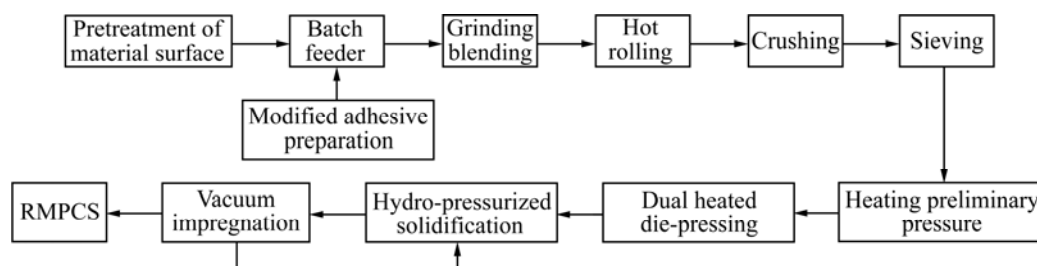 Pretreatment of
material surface
Batch
feeder
Grinding
blending
Hot
rolling
Crushing
Sieving
Modified adhesive
preparation
RMPCS
Vacuum
impregnation
Hydro-pressurized
solidification
Dual heated
die-pressing
Heating preliminary
pressure